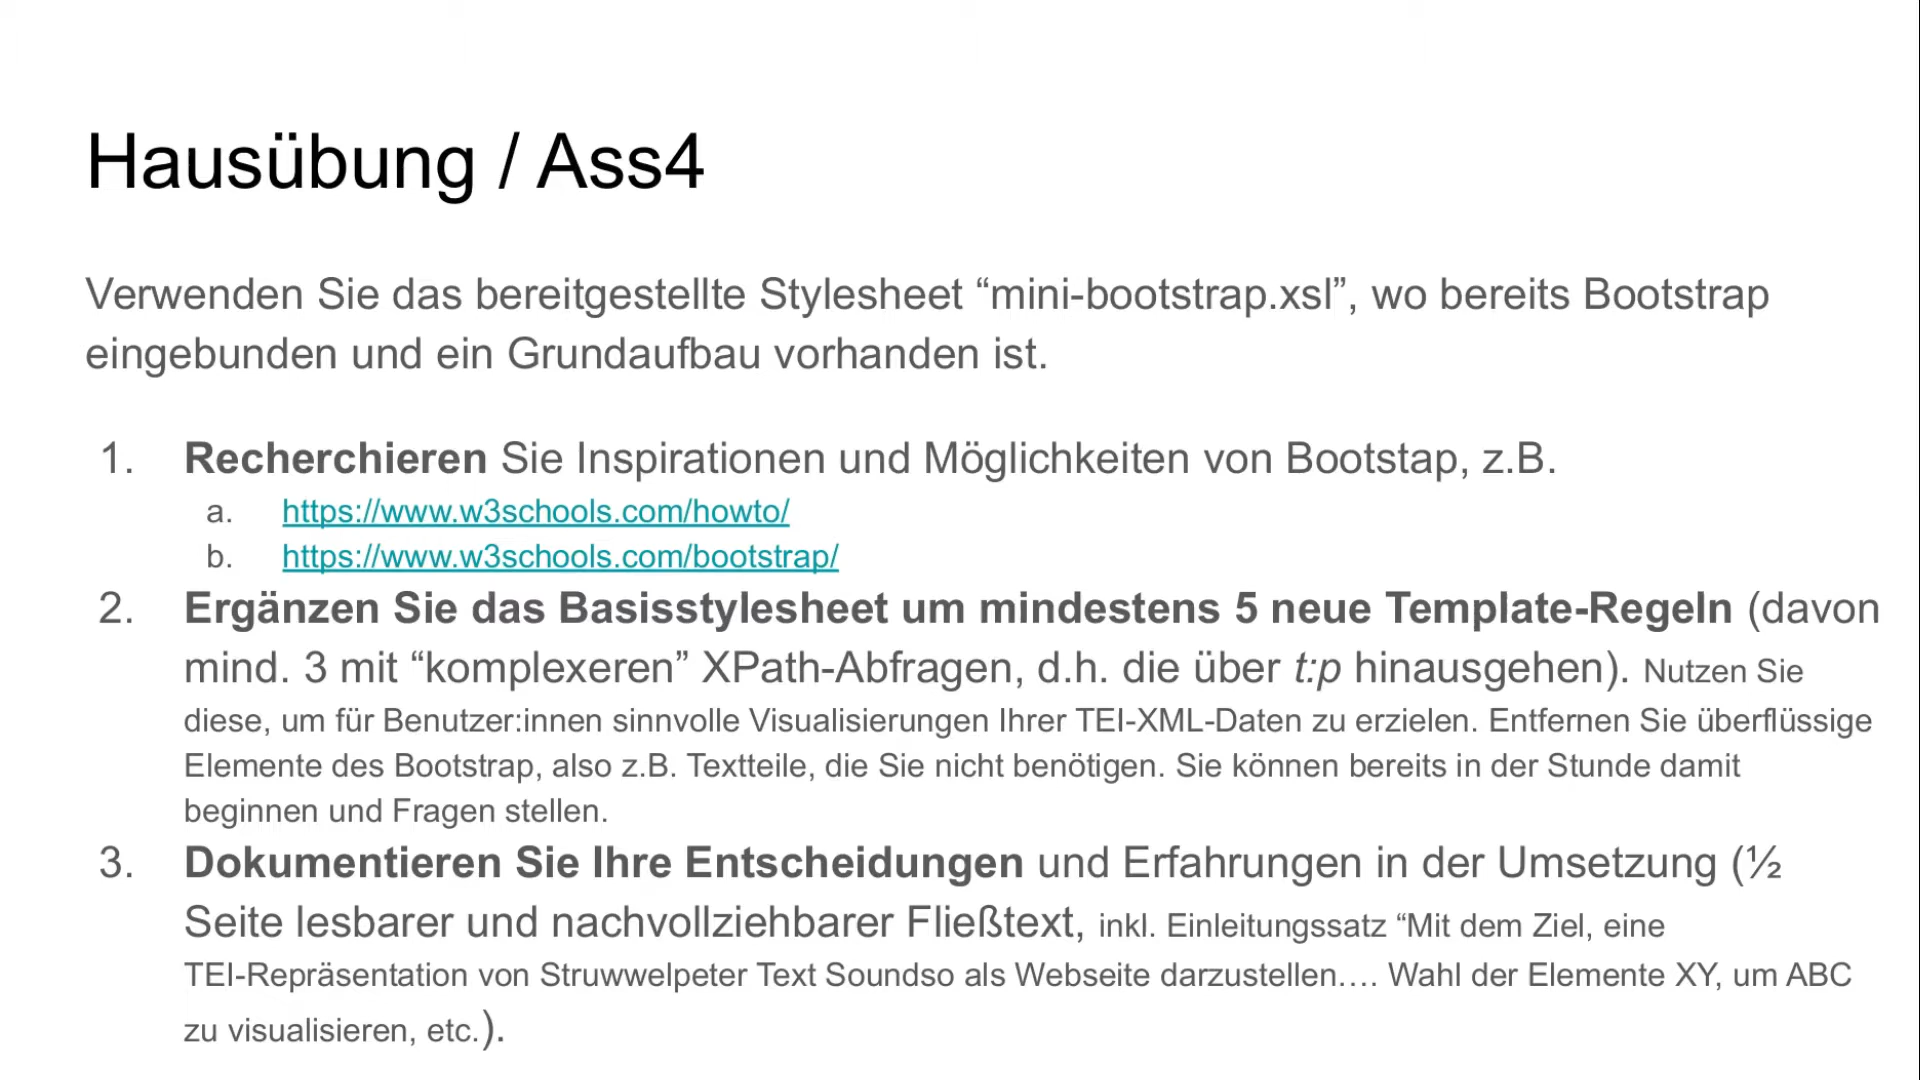 Hausübung / Ass4
Verwenden Sie das bereitgestellte Stylesheet “mini-bootstrap.xsl”, wo bereits Bootstrap
eingebunden und ein Grundaufbau vorhanden ist.
1. Recherchieren Sie Inspirationen und Möglichkeiten von Bootstap, z.B.
a. https://www.w3schools.com/howto/
b. https://www.w3schools.com/bootstrap/
2. Ergänzen Sie das Basisstylesheet um mindestens 5 neue Template-Regeln (davon
mind. 3 mit “komplexeren” XPath-Abfragen, d.h. die über t:p hinausgehen). Nutzen Sie
diese, um für Benutzer:innen sinnvolle Visualisierungen Ihrer TEI-XML-Daten zu erzielen. Entfernen Sie überflüssige
Elemente des Bootstrap, also z.B. Textteile, die Sie nicht benötigen. Sie können bereits in der Stunde damit
beginnen und Fragen stellen.
3. Dokumentieren Sie Ihre Entscheidungen und Erfahrungen in der Umsetzung (½
Seite lesbarer und nachvollziehbarer Fließtext, inkl. Einleitungssatz “Mit dem Ziel, eine
TEI-Repräsentation von Struwwelpeter Text Soundso als Webseite darzustellen…. Wahl der Elemente XY, um ABC
zu visualisieren, etc.).